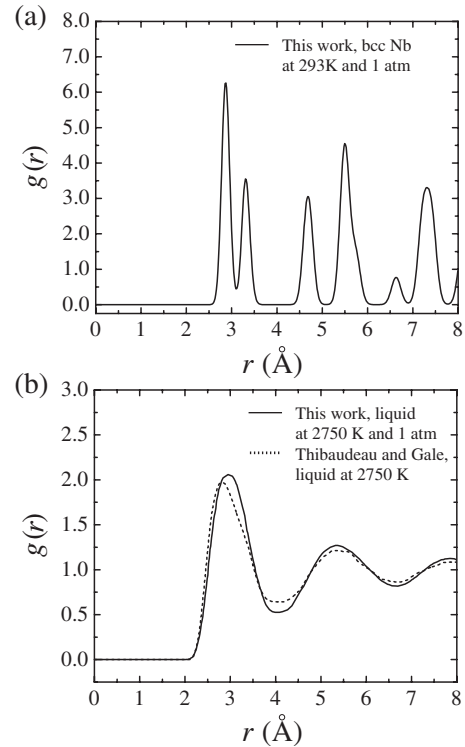 (a)
8.0
This work, bcc Nb
7.0
at 293K and 1 atm
6.0
5.0
g(r)
4.0
3.0
2.0
1.0
0.0
0 1 2 3 4 5 6 7 8
r (Å)
(b)
3.0
This work, liquid
at 2750 K and 1 atm
2.5
Thibaudeau and Gale,
liquid at 2750 K
2.0
g(r)
1.5
1.0
0.5
0.0
0 1 2 3 4 5 6 7 8
r (Å)